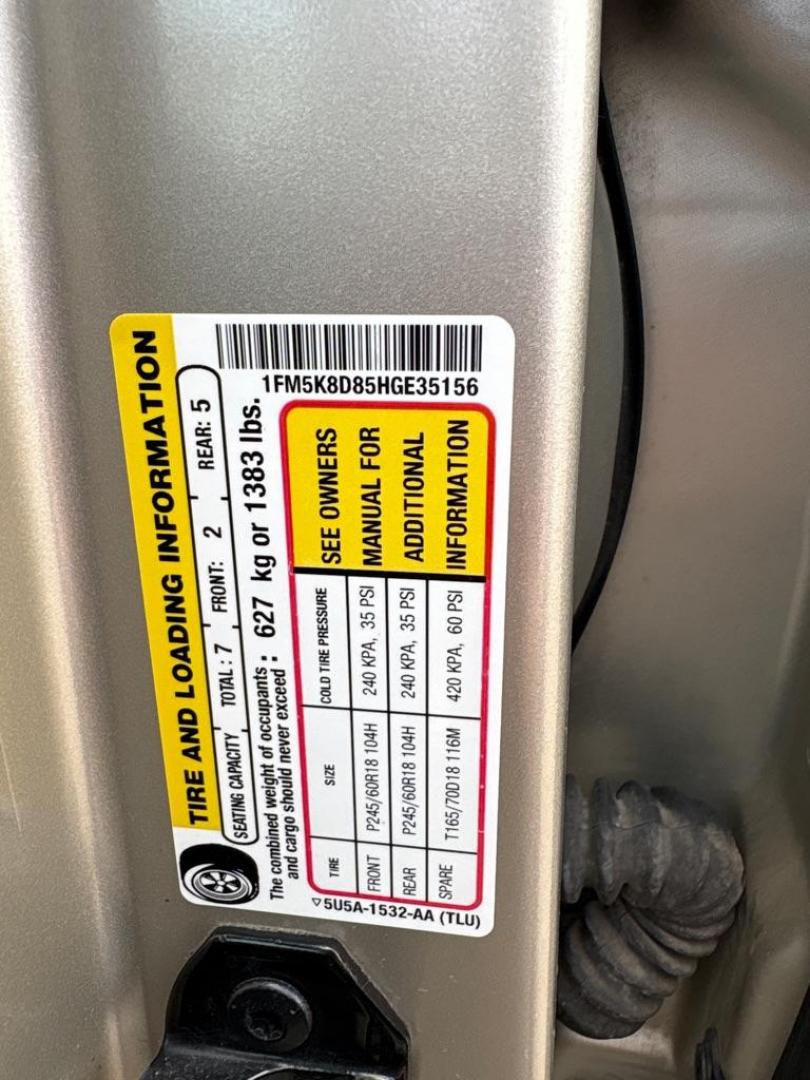 1FM5K8D85HGE35156
TIRE AND LOADING INFORMATION
SEATING CAPACITY TOTAL : 7 FRONT: 2 REAR: 5
The combined weight of occupants
and cargo should never exceed : 627 kg or 1383 lbs.
TIRE SIZE COLD TIRE PRESSURE
FRONT P245/60R18 104H 240 KPA, 35 PSI
REAR P245/60R18 104H 240 KPA, 35 PSI
SPARE T165/70D18 116M 420 KPA, 60 PSI
SEE OWNERS
MANUAL FOR
ADDITIONAL
INFORMATION
▽5U5A-1532-AA (TLU)